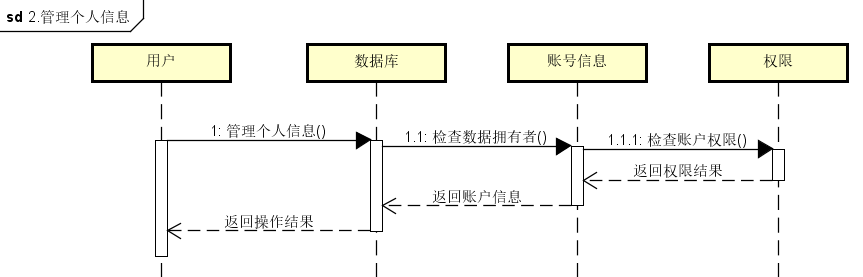 sd 2.管理个人信息
用户
数据库
账号信息
权限
1: 管理个人信息()
1.1: 检查数据拥有者()
1.1.1: 检查账户权限()
返回权限结果
返回账户信息
返回操作结果